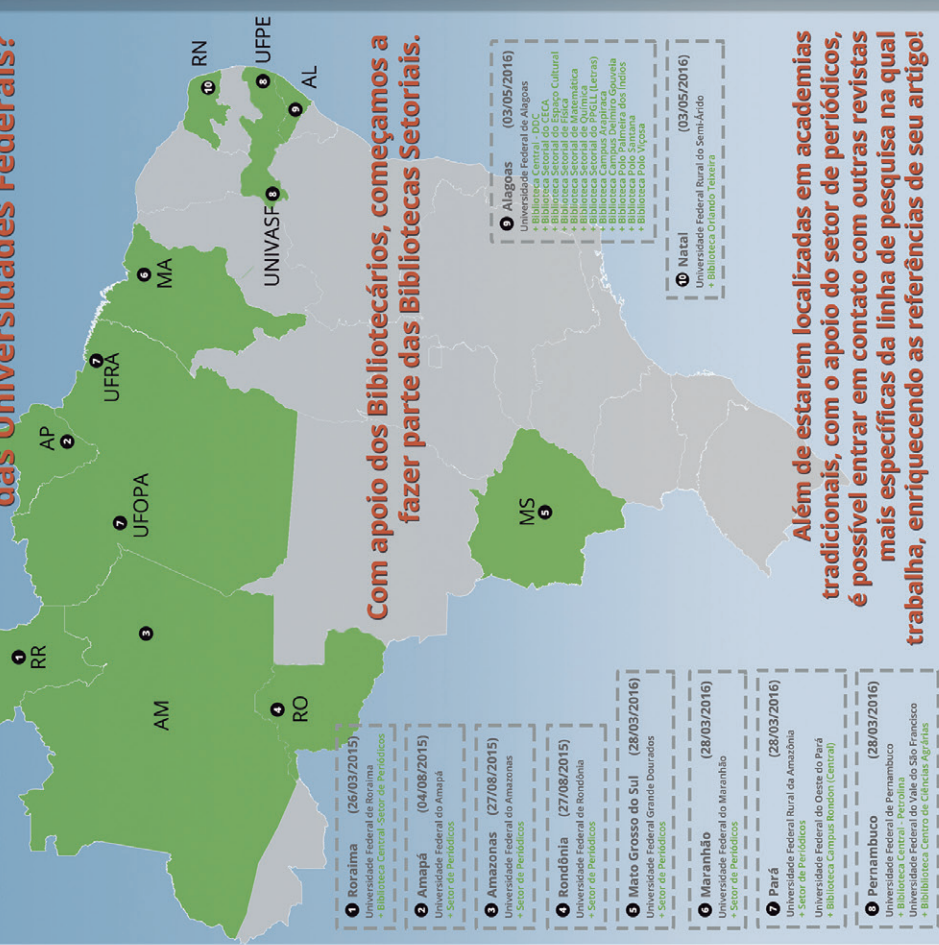 das Universidades Federais?
RN
10
UFPE
8
AL
9
8
UNIVASF
6
MA
7
UFRA
AP
2
7
UFOPA
1
RR
3
AM
4
RO
MS
5
Com apoio dos Bibliotecários, começamos a
fazer parte das Bibliotecas Setoriais.
1 Roraima (26/03/2015)
Universidade Federal de Roraima
+ Biblioteca Central -Setor de Periódicos
2 Amapá (04/08/2015)
Universidade Federal do Amapá
+ Setor de Periódicos
3 Amazonas (27/08/2015)
Universidade Federal do Amazonas
+ Setor de Periódicos
4 Rondônia (27/08/2015)
Universidade Federal de Rondônia
+ Setor de Periódicos
5 Mato Grosso do Sul (28/03/2016)
Universidade Federal Grande Dourados
+ Setor de Periódicos
6 Maranhão (28/03/2016)
Universidade Federal do Maranhão
+ Setor de Periódicos
7 Pará (28/03/2016)
Universidade Federal Rural da Amazônia
+ Setor de Periódicos
Universidade Federal do Oeste do Pará
+ Biblioteca Campus Rondon (Central)
8 Pernambuco (28/03/2016)
Universidade Federal de Pernambuco
+ Biblioteca Central - Petrolina
Universidade Federal do Vale do São Francisco
+ Biblioteca Centro de Ciências Agrárias
9 Alagoas (03/05/2016)
Universidade Federal de Alagoas
+ Biblioteca Central - DOC
+ Biblioteca Setorial do CECA
+ Biblioteca Setorial do Espaço Cultural
+ Biblioteca Setorial de Física
+ Biblioteca Setorial de Matemática
+ Biblioteca Setorial de Química
+ Biblioteca Setorial do PPGLL (Letras)
+ Biblioteca Campus Arapiraca
+ Biblioteca Campus Delmiro Gouveia
+ Biblioteca Polo Palmeira dos Índios
+ Biblioteca Polo Santana
+ Biblioteca Polo Viçosa
10 Natal (03/05/2016)
Universidade Federal Rural do Semi-Árido
+ Biblioteca Orlando Teixeira
Além de estarem localizadas em academias
tradicionais, com o apoio do setor de periódicos,
é possível entrar em contato com outras revistas
mais específicas da linha de pesquisa na qual
trabalha, enriquecendo as referências de seu artigo!